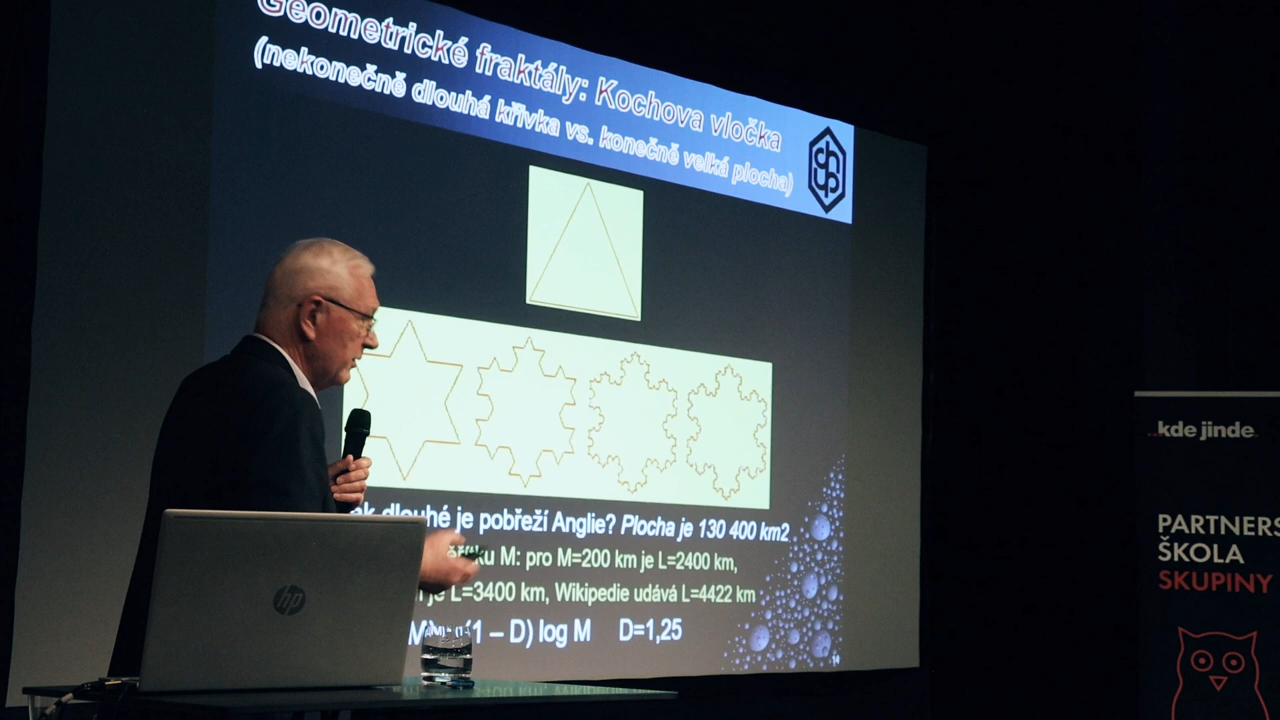 Geometrické fraktály: Kochova vločka
(nekonečně dlouhá křivka vs. konečně velká plocha)
dlouhé je pobřeží Anglie? Plocha je 130 400 km2
M: pro M=200 km je L=2400 km,
je L=3400 km, Wikipedie udává L=4422 km
(1 – D) log M D=1,25
14
hp
kde jinde
PARTNERS
ŠKOLA
SKUPINY